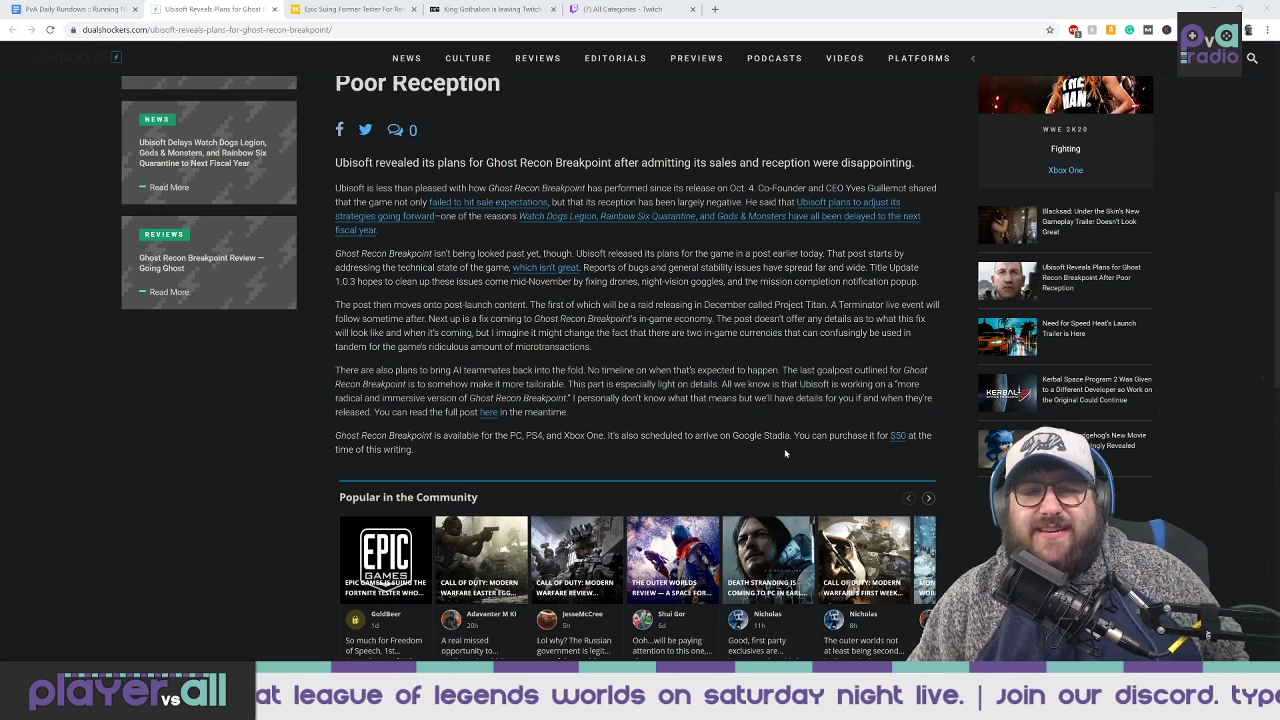 PvA Daily Rundown :: Running N
Ubisoft Reveals Plans for Ghost R
Epic Suing Former Tester For Rev
King Gothalion is leaving Twitch
(7) All Categories - Twitch
dualshockers.com/ubisoft-reveals-plans-for-ghost-recon-breakpoint/
DualSHOCKERS
NEWS
CULTURE
REVIEWS
EDITORIALS
PREVIEWS
PODCASTS
VIDEOS
PLATFORMS
pva
radio
Poor Reception
0
Ubisoft revealed its plans for Ghost Recon Breakpoint after admitting its sales and reception were disappointing.
Ubisoft is less than pleased with how Ghost Recon Breakpoint has performed since its release on Oct. 4. Co-Founder and CEO Yves Guillemot shared
that the game not only failed to hit sale expectations, but that its reception has been largely negative. He said that Ubisoft plans to adjust its
strategies going forward–one of the reasons Watch Dogs Legion, Rainbow Six Quarantine, and Gods & Monsters have all been delayed to the next
fiscal year.
Ghost Recon Breakpoint isn't being looked past yet, though. Ubisoft released its plans for the game in a post earlier today. That post starts by
addressing the technical state of the game, which isn't great. Reports of bugs and general stability issues have spread far and wide. Title Update
1.0.3 hopes to clean up these issues come mid-November by fixing drones, night-vision goggles, and the mission completion notification popup.
The post then moves onto post-launch content. The first of which will be a raid releasing in December called Project Titan. A Terminator live event will
follow sometime after. Next up is a fix coming to Ghost Recon Breakpoint's in-game economy. The post doesn't offer any details as to what this fix
will look like and when it's coming, but I imagine it might change the fact that there are two in-game currencies that can confusingly be used in
tandem for the game's ridiculous amount of microtransactions.
There are also plans to bring AI teammates back into the fold. No timeline on when that's expected to happen. The last goalpost outlined for Ghost
Recon Breakpoint is to somehow make it more tailorable. This part is especially light on details. All we know is that Ubisoft is working on a "more
radical and immersive version of Ghost Recon Breakpoint." I personally don't know what that means but we'll have details for you if and when they're
released. You can read the full post here in the meantime.
Ghost Recon Breakpoint is available for the PC, PS4, and Xbox One. It's also scheduled to arrive on Google Stadia. You can purchase it for $50 at the
time of this writing.
NEWS
Ubisoft Delays Watch Dogs Legion,
Gods & Monsters, and Rainbow Six
Quarantine to Next Fiscal Year
Read More
REVIEWS
Ghost Recon Breakpoint Review —
Going Ghost
Read More
THE
MAN
WWE 2K20
Fighting
Xbox One
Blacksad: Under the Skin's New
Gameplay Trailer Doesn't Look
Great
Ubisoft Reveals Plans for Ghost
Recon Breakpoint After Poor
Reception
Need for Speed Heat's Launch
Trailer is Here
Kerbal Space Program 2 Was Given
to a Different Developer so Work on
the Original Could Continue
edgehog's New Movie
ingly Revealed
Popular in the Community
EPIC
GAMES
EPIC GAMES IS SUING THE
FORTNITE TESTER WHO...
GoldBeer
1d
So much for Freedom
of Speech, 1st...
CALL OF DUTY: MODERN
WARFARE EASTER EGG...
Adavanter M KI
20h
A real missed
opportunity to...
CALL OF DUTY: MODERN
WARFARE REVIEW...
JesseMcCree
5h
Lol why? The Russian
government is legit...
THE OUTER WORLDS
REVIEW — A SPACE FOR...
Shui Gor
6d
Ooh...will be paying
attention to this one,...
DEATH STRANDING IS
COMING TO PC IN EARL...
Nicholas
11h
Good, first party
exclusives are...
CALL OF DUTY: MODERN
WARFARE'S FIRST WEEK...
Nicholas
8h
The outer worlds not
at least being second...
player
vs all
at league of legends worlds on saturday night live. | Join our discord. type